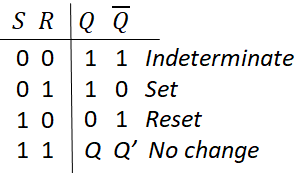 S R Q Q̅
0 0 1 1 Indeterminate
0 1 1 0 Set
1 0 0 1 Reset
1 1 Q Q’ No change